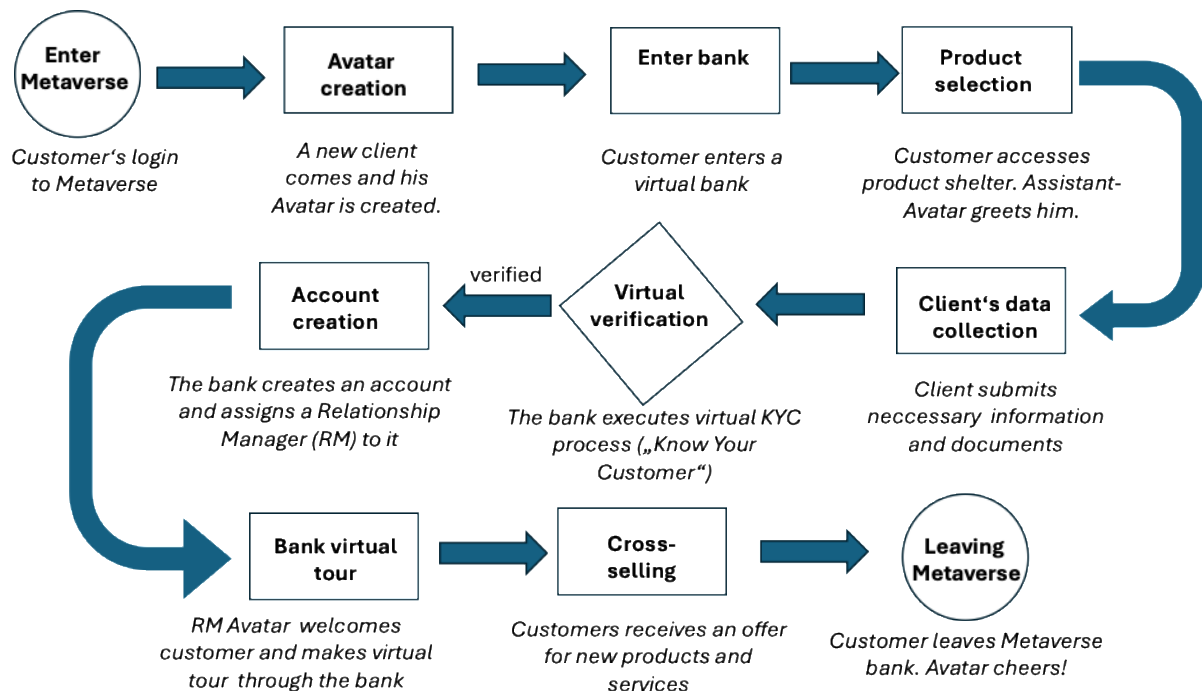 Enter
Metaverse
Customer‘s login
to Metaverse
Avatar
creation
A new client
comes and his
Avatar is created.
Enter bank
Customer enters a
virtual bank
Product
selection
Customer accesses
product shelter. Assistant-
Avatar greets him.
Client‘s data
collection
Client submits
neccessary information
and documents
Virtual
verification
The bank executes virtual KYC
process („Know Your
Customer“)
verified
Account
creation
The bank creates an account
and assigns a Relationship
Manager (RM) to it
Bank virtual
tour
RM Avatar welcomes
customer and makes virtual
tour through the bank
Cross-
selling
Customers receives an offer
for new products and
services
Leaving
Metaverse
Customer leaves Metaverse
bank. Avatar cheers!